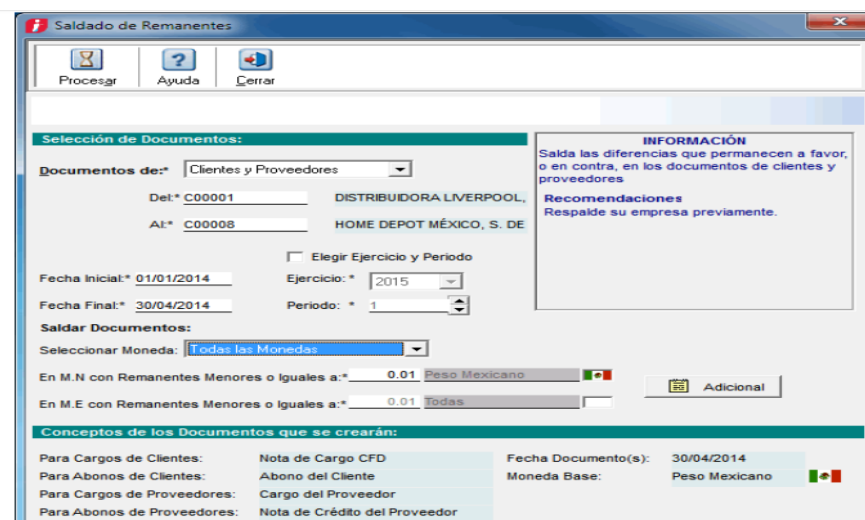 Saldado de Remanentes
Procesar Ayuda Cerrar
Selección de Documentos:
Documentos de:* Clientes y Proveedores
Del:* C00001 DISTRIBUIDORA LIVERPOOL,
Al:* C00008 HOME DEPOT MÉXICO, S. DE
Elegir Ejercicio y Periodo
Fecha Inicial:* 01/01/2014 Ejercicio: * 2015
Fecha Final:* 30/04/2014 Periodo: * 1
INFORMACIÓN
Salda las diferencias que permanecen a favor,
o en contra, en los documentos de clientes y
proveedores
Recomendaciones
Respalde su empresa previamente.
Saldar Documentos:
Seleccionar Moneda: Todas las Monedas
En M.N con Remanentes Menores o Iguales a:* 0.01 Peso Mexicano
En M.E con Remanentes Menores o Iguales a:* 0.01 Todas
Adicional
Conceptos de los Documentos que se crearán:
Para Cargos de Clientes: Nota de Cargo CFD Fecha Documento(s): 30/04/2014
Para Abonos de Clientes: Abono del Cliente Moneda Base: Peso Mexicano
Para Cargos de Proveedores: Cargo del Proveedor
Para Abonos de Proveedores: Nota de Crédito del Proveedor